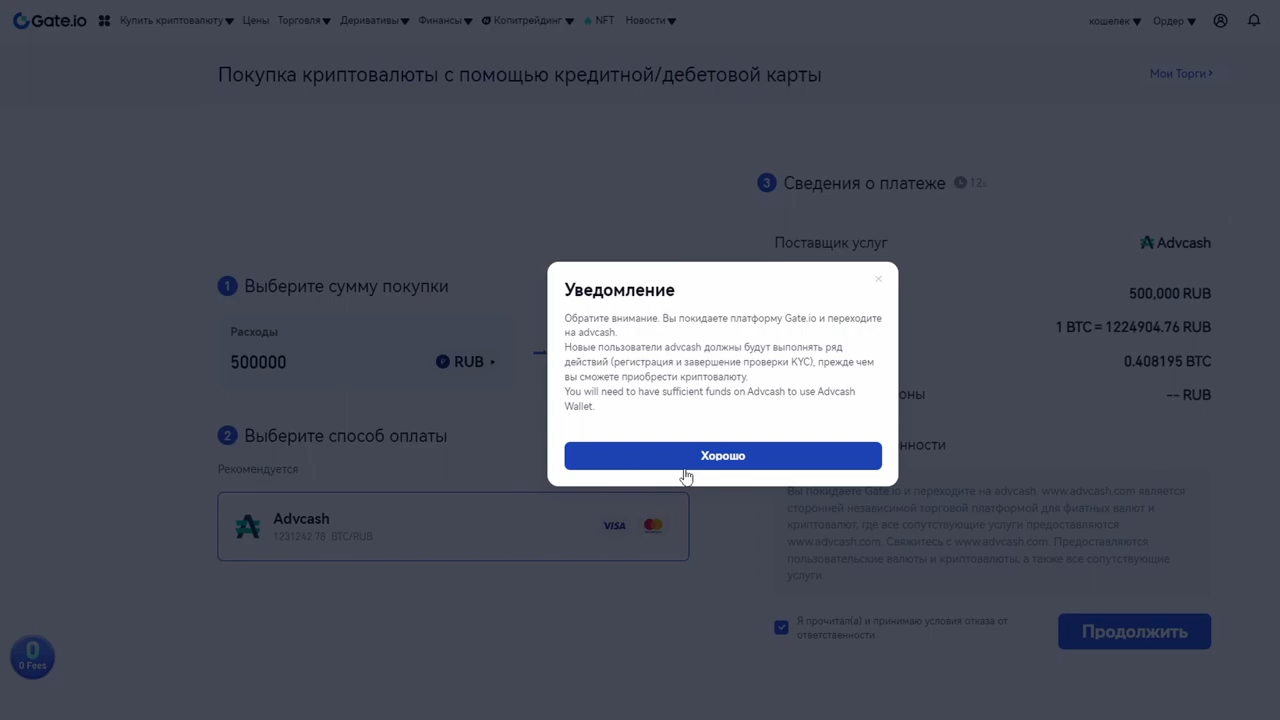 Gate.io Купить криптовалюту Цены Торговля Деривативы Финансы Копитрейдинг NFT Новости кошелек Ордер
Покупка криптовалюты с помощью кредитной/дебетовой карты
Мои Торги
3 Сведения о платеже 12s
Поставщик услуг Advcash
1 Выберите сумму покупки
500,000 RUB
Расходы
1 BTC = 1224904.76 RUB
500000 RUB
0.408195 BTC
оны -- RUB
2 Выберите способ оплаты
нности
Рекомендуется
Advcash
1231242.78 BTC/RUB
VISA
Уведомление
Обратите внимание. Вы покидаете платформу Gate.io и переходите
на advcash.
Новые пользователи advcash должны будут выполнять ряд
действий (регистрация и завершение проверки KYC), прежде чем
вы сможете приобрести криптовалюту.
You will need to have sufficient funds on Advcash to use Advcash
Wallet.
Хорошо
Вы покидаете Gate.io и переходите на advcash, www.advcash.com является
сторонней независимой торговой платформой для фиатных валют и
криптовалют, где все сопутствующие услуги предоставляются
www.advcash.com. Свяжитесь с www.advcash.com. Предоставляются
пользовательские валюты и криптовалюты, а также все сопутствующие
услуги.
Я прочитал(а) и принимаю условия отказа от
ответственности
Продолжить
0
0 Fees